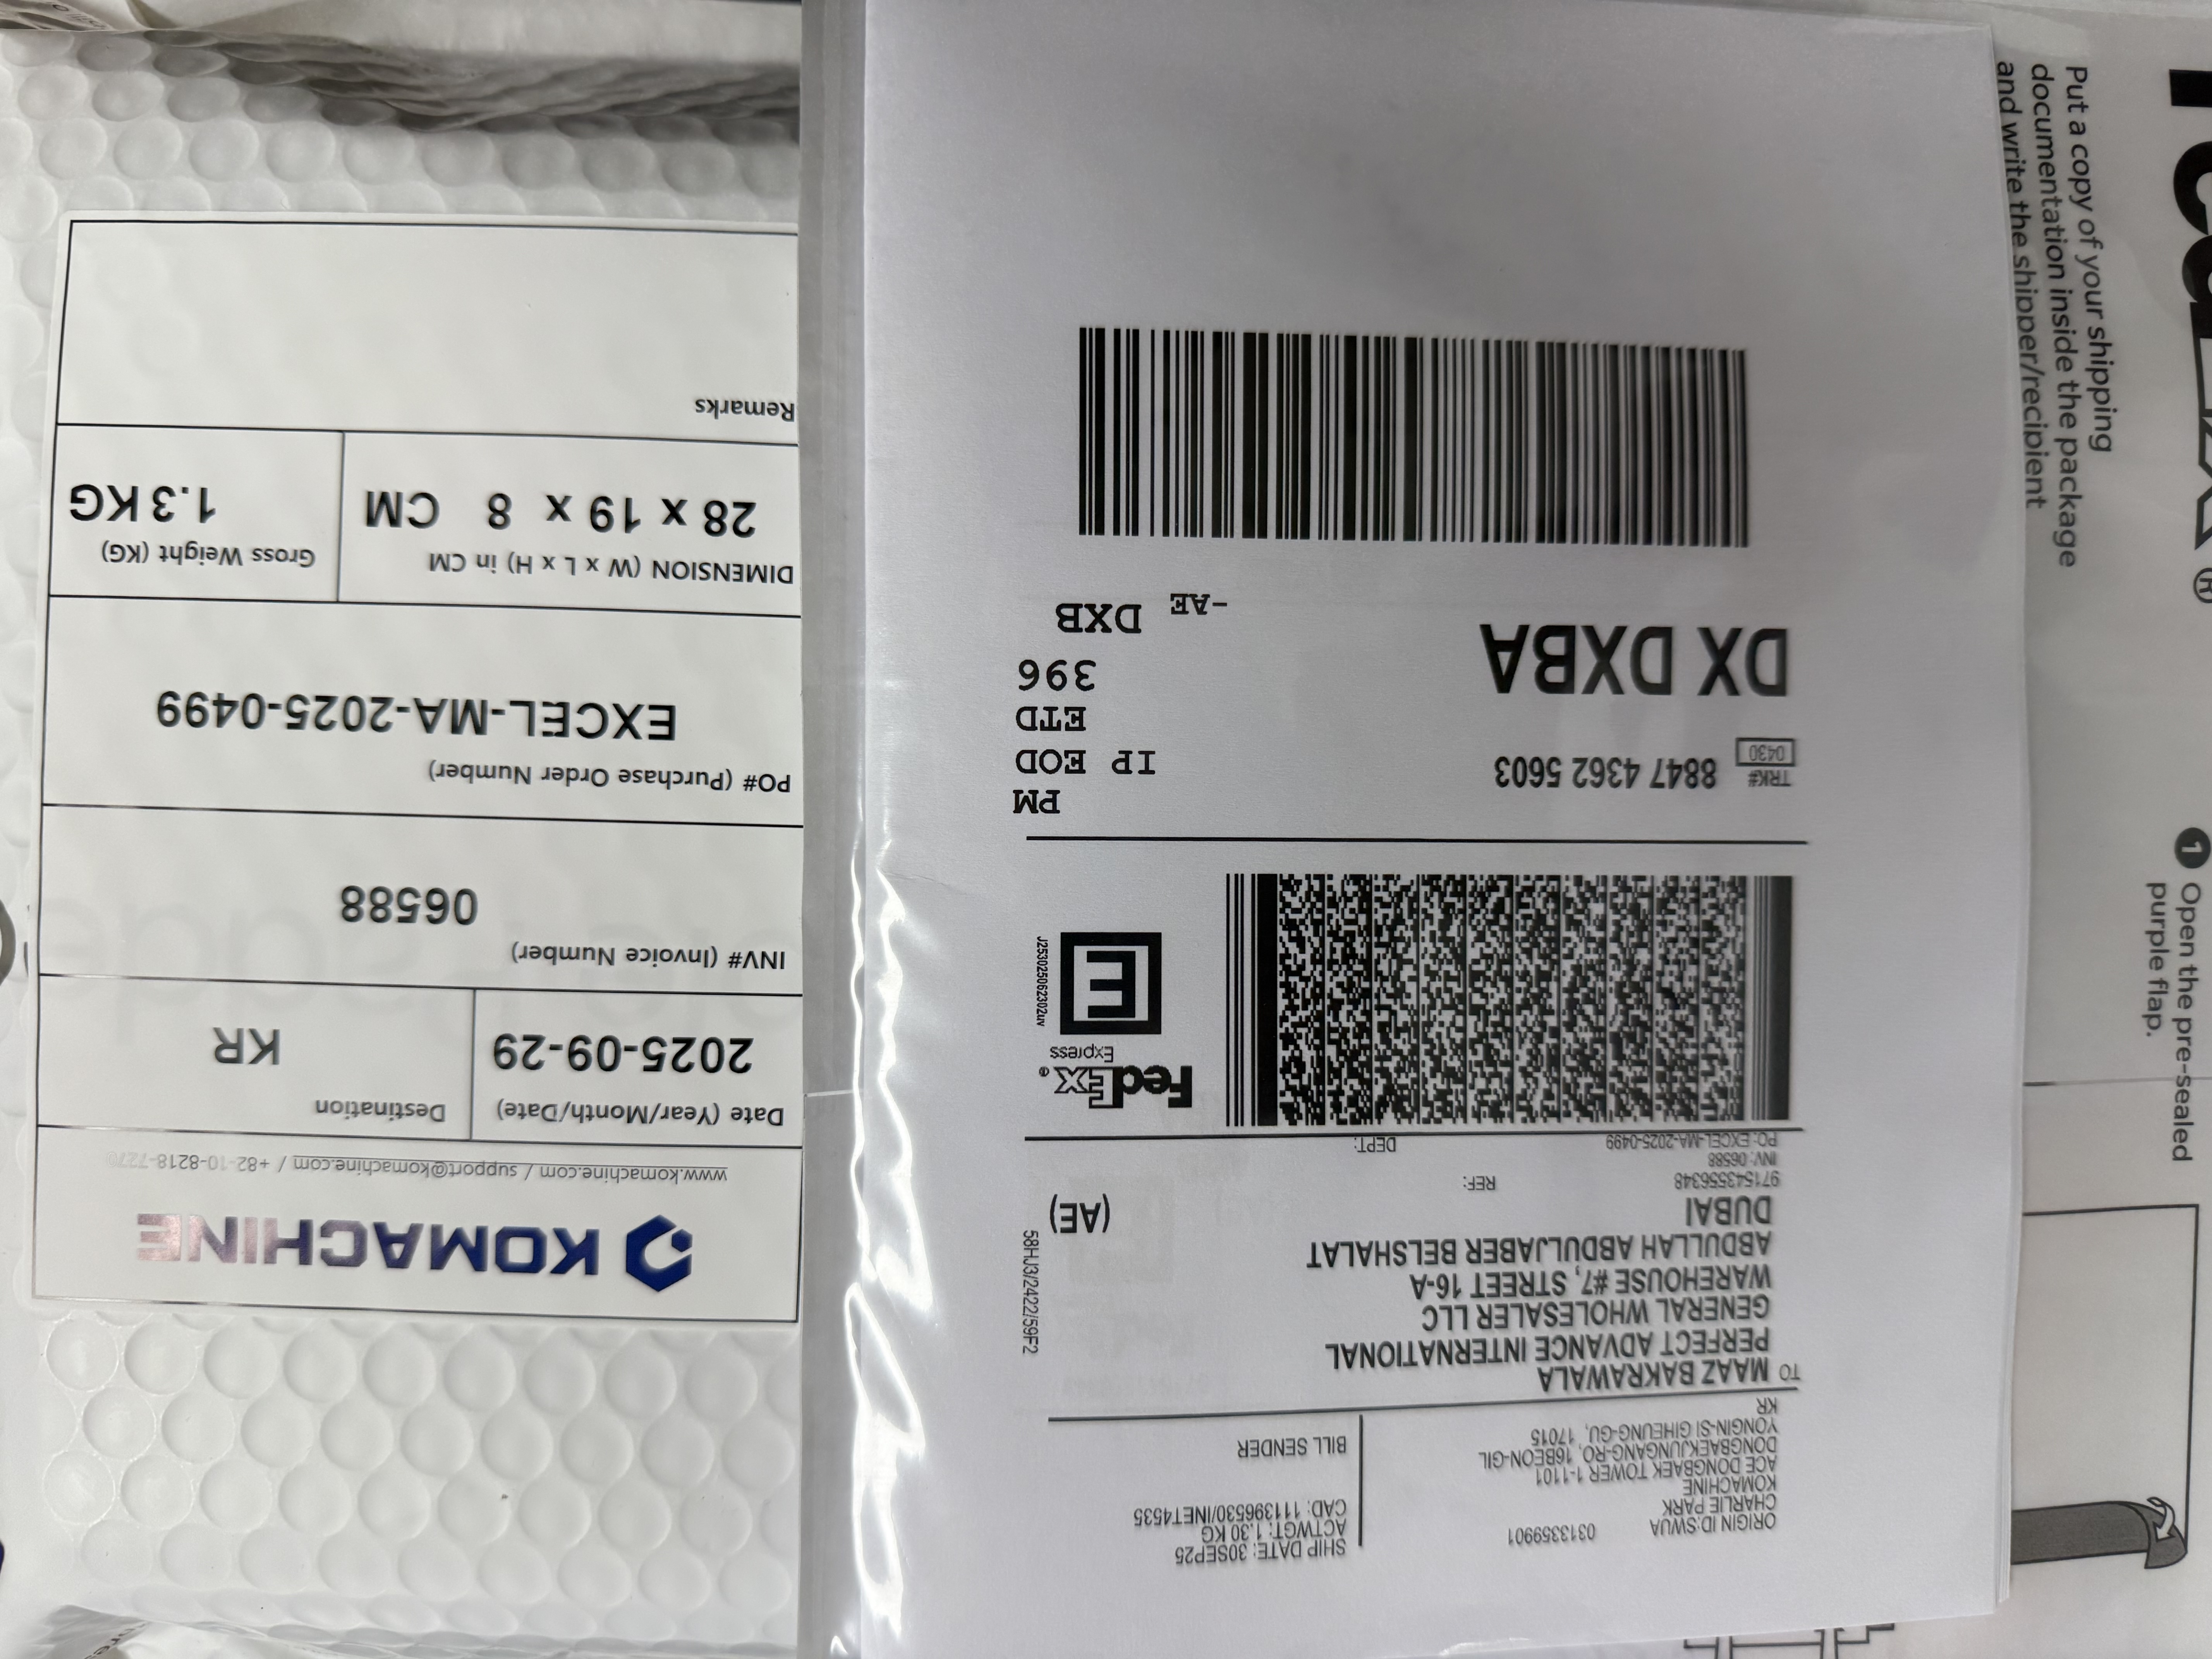 KOMACHINE
www.komachine.com / support@komachine.com / +82-10-8218-7270
Date (Year/Month/Date)
2025-09-29
Destination
KR
INV# (Invoice Number)
06588
PO# (Purchase Order Number)
EXCEL-MA-2025-0499
DIMENSION (W x L x H) in CM
28 x 19 x 8 CM
Gross Weight (KG)
1.3 KG
Remarks
ORIGIN ID:SWUA 0313359901
CHARLIE PARK
KOMACHINE
ACE DONGBAEK TOWER 1-1101
DONGBAEKJUNGANG-RO, 16BEON-GIL
YONGIN-SI GIHEUNG-GU, 17015
KR
SHIP DATE: 30SEP25
ACTWGT: 1.30 KG
CAD: 111396530/INET4535
BILL SENDER
TO MAAZ BAKRAWALA
PERFECT ADVANCE INTERNATIONAL
GENERAL WHOLESALER LLC
WAREHOUSE #7, STREET 16-A
ABDULLAH ABDULJABER BELSHALAT
DUBAI
(AE)
971543556348
REF:
INV: 06588
PO: EXCEL-MA-2025-0499
DEPT:
58HJ3/2422/59F2
FedEx®
Express
E
J253025062302uv
TRK# 8847 4362 5603
0430
PM
IP EOD
ETD
396
DX DXBA
-AE DXB
FedEx®
Put a copy of your shipping
documentation inside the package
and write the shipper/recipient
1 Open the pre-sealed
purple flap.